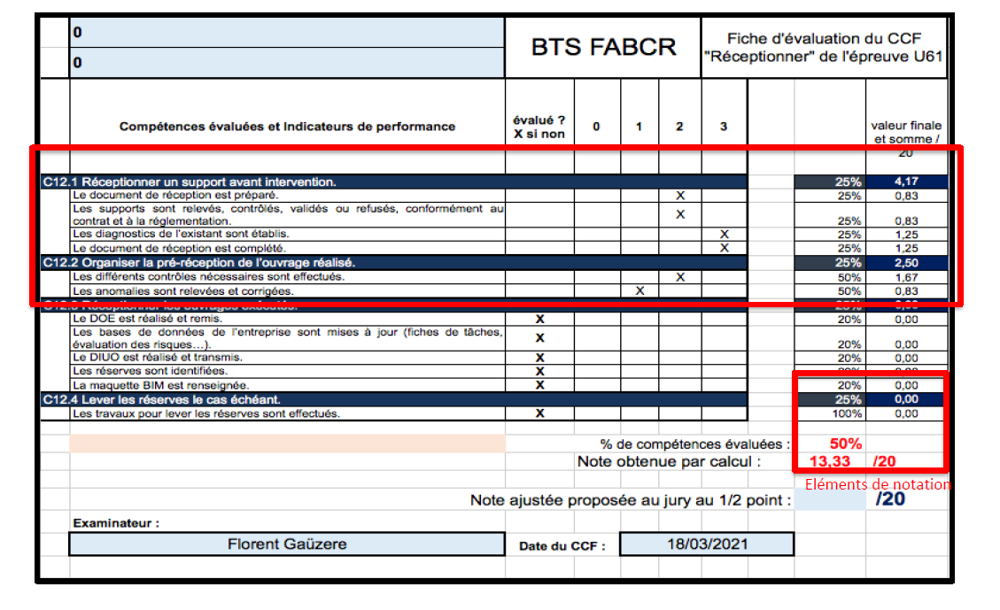 0
BTS FABCR
Fiche d'évaluation du CCF
"Réceptionner" de l'épreuve U61
0
Compétences évaluées et Indicateurs de performance
évalué ?
X si non
0 1 2 3
valeur finale
et somme /
20
C12.1 Réceptionner un support avant intervention. 25% 4,17
Le document de réception est préparé. X 25% 0,83
Les supports sont relevés, contrôlés, validés ou refusés, conformément au
contrat et à la réglementation. X 25% 0,83
Les diagnostics de l'existant sont établis. X 25% 1,25
Le document de réception est complété. X 25% 1,25
C12.2 Organiser la pré-réception de l'ouvrage réalisé. 25% 2,50
Les différents contrôles nécessaires sont effectués. X 50% 1,67
Les anomalies sont relevées et corrigées. X 50% 0,83
C12.3 Réceptionner les ouvrages exécutés. 25% 0,00
Le DOE est réalisé et remis. X 20% 0,00
Les bases de données de l'entreprise sont mises à jour (fiches de tâches,
évaluation des risques...). X 20% 0,00
Le DIUO est réalisé et transmis. X 20% 0,00
Les réserves sont identifiées. X 20% 0,00
La maquette BIM est renseignée. X 20% 0,00
C12.4 Lever les réserves le cas échéant. 25% 0,00
Les travaux pour lever les réserves sont effectués. X 100% 0,00
% de compétences évaluées : 50%
Note obtenue par calcul : 13,33 /20
Eléments de notation
Note ajustée proposée au jury au 1/2 point : /20
Examinateur :
Florent Gaüzere
Date du CCF : 18/03/2021